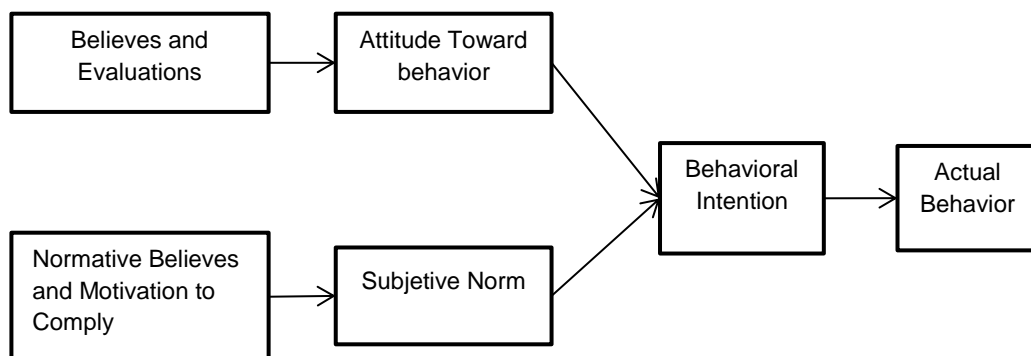 Believes and
Evaluations
Attitude Toward
behavior
Behavioral
Intention
Actual
Behavior
Normative Believes
and Motivation to
Comply
Subjetive Norm